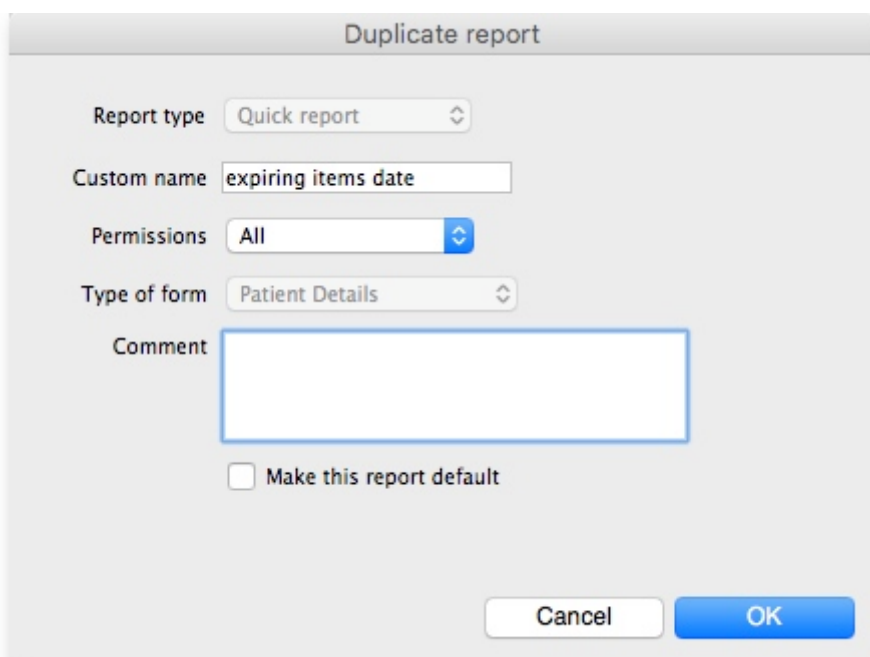 Duplicate report
Report type Quick report
Custom name expiring items date
Permissions All
Type of form Patient Details
Comment
Make this report default
Cancel OK